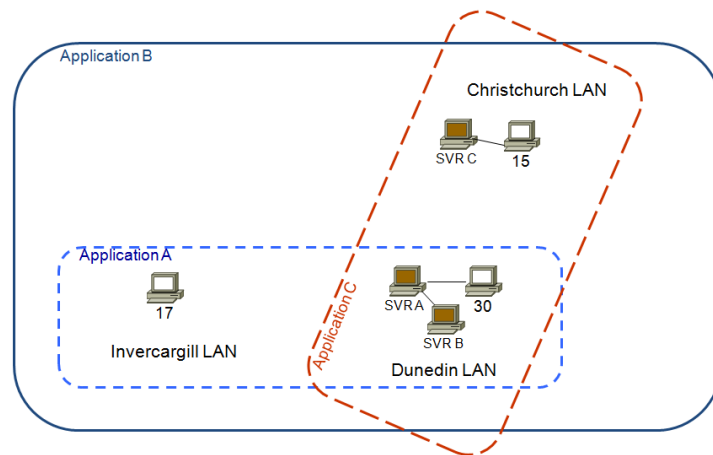 Application B
Christchurch LAN
SVR C
15
Application A
17
Invercargill LAN
Application C
SVR A
30
SVR B
Dunedin LAN